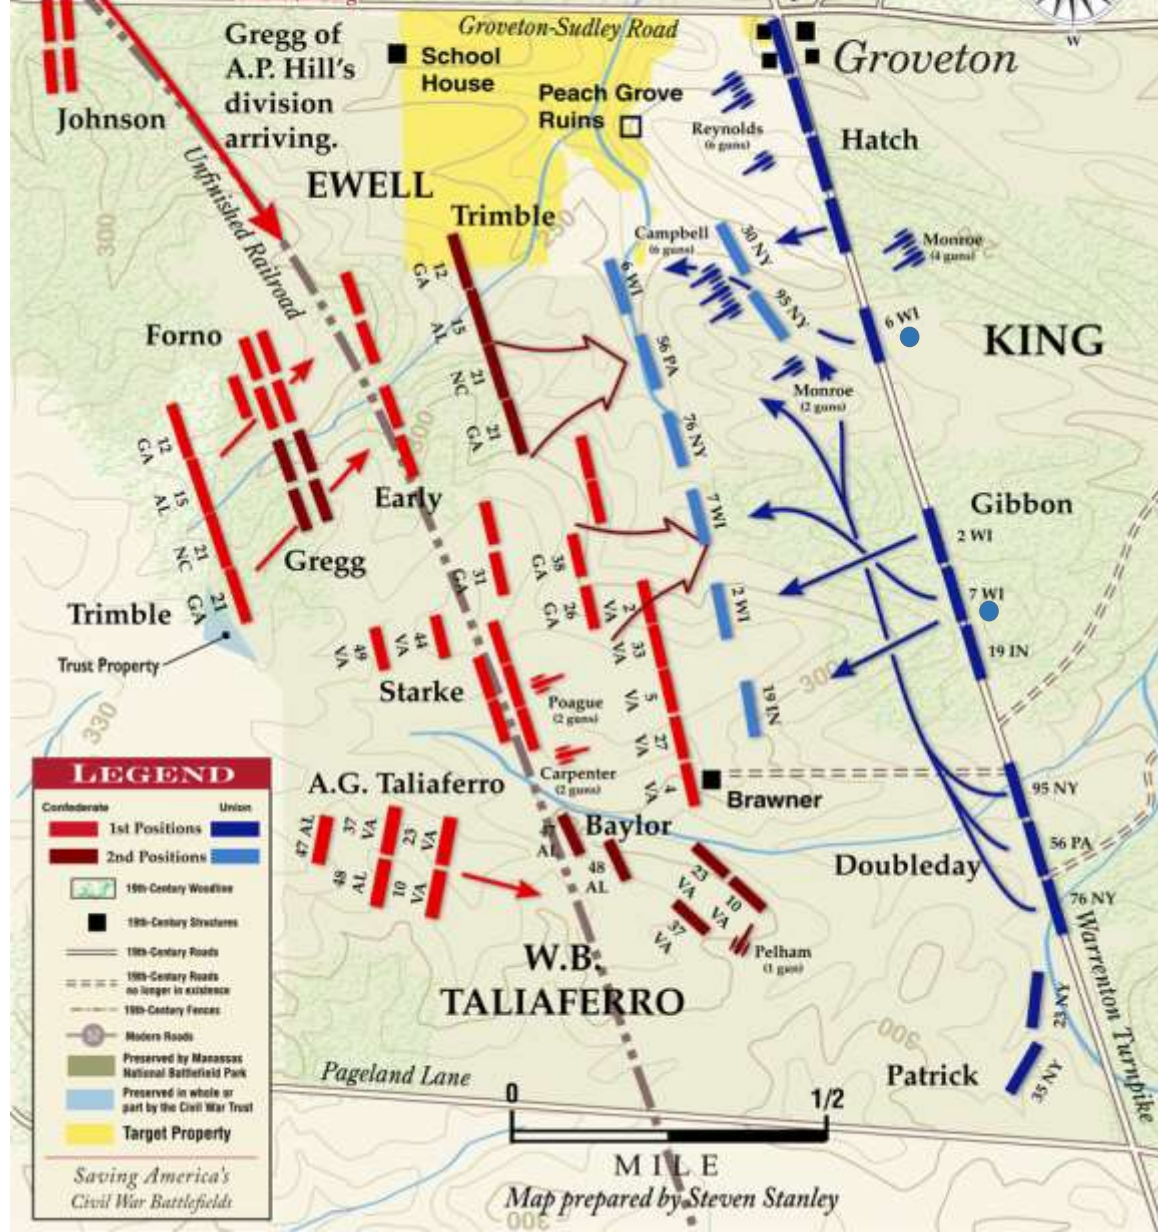 Groveton-Sudley Road
Gregg of
A.P. Hill's
division
arriving.
School
House
Groveton
W
Peach Grove
Ruins
Johnson
Reynolds
(6 guns)
Hatch
Unfinished Railroad
EWELL
300
Trimble
250
Campbell
(6 guns)
30 NY
Monroe
(4 guns)
12
GA
6 WI
95 NY
6 WI
KING
Forno
15
AL
56 PA
Monroe
(2 guns)
21
NC
21
GA
76 NY
300
12
GA
15
AL
Early
7 WI
Gibbon
2 WI
21
NC
Gregg
31
GA
38
GA
26
GA
2
VA
2 WI
7 WI
Trimble
21
GA
Trust Property
49
VA
44
VA
33
VA
19 IN
300
Starke
Poague
(2 guns)
5
VA
19 IN
330
27
VA
Carpenter
(2 guns)
4
VA
Brawner
95 NY
A.G. Taliaferro
47 AL
37
VA
23
VA
48
AL
10
VA
47
AL
Baylor
48
AL
23
VA
10
VA
37
VA
Doubleday
56 PA
76 NY
Pelham
(1 gun)
Warrenton Turnpike
W.B.
TALIAFERRO
23 NY
300
Patrick
35 NY
Pageland Lane
LEGEND
Confederate
Union
1st Positions
2nd Positions
19th-Century Woodline
19th-Century Structures
19th-Century Roads
19th-Century Roads
no longer in existence
19th-Century Fences
Modern Roads
Preserved by Manassas
National Battlefield Park
Preserved in whole or
part by the Civil War Trust
Target Property
Saving America's
Civil War Battlefields
0
1/2
MILE
Map prepared by Steven Stanley
300